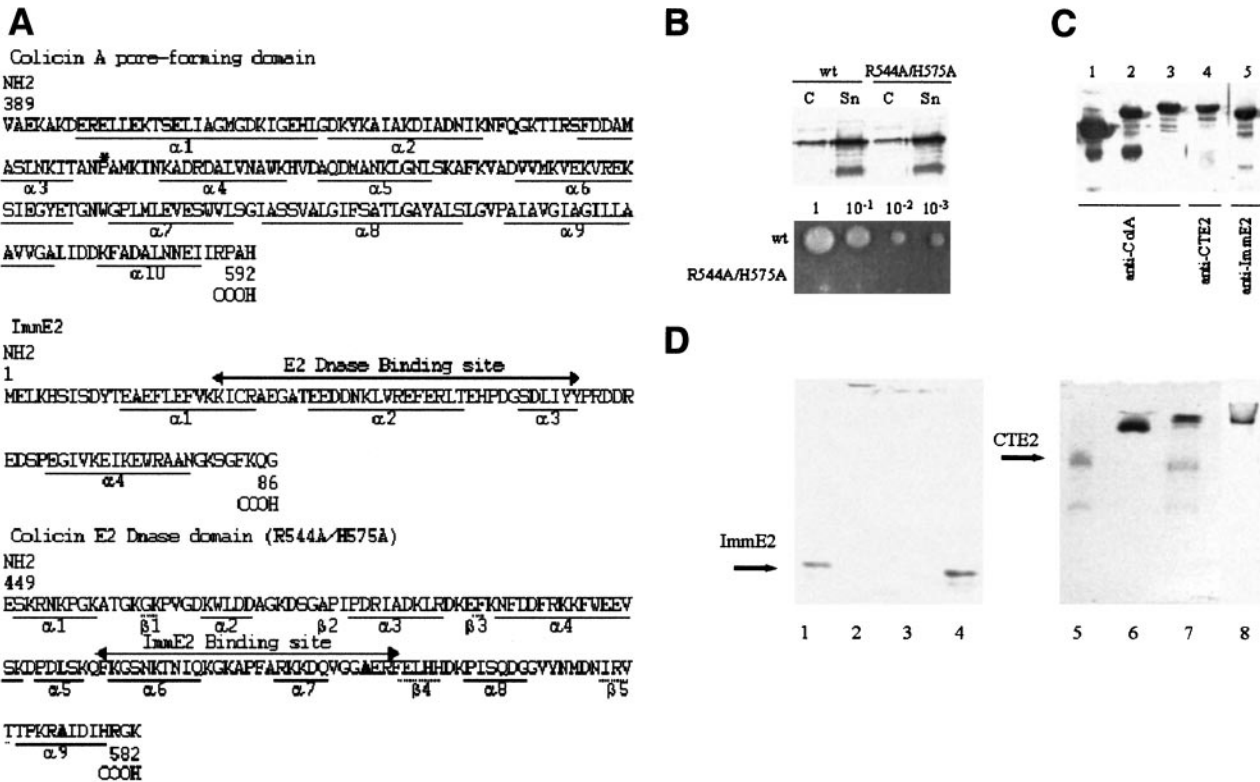 A
Colicin A pore-forming domain
NH2
389
VAEKAKDERELLEKTSELIAGMGDKIGEHLGDKYKAIAKDIADNIKNFQGKTIRSFDDAM
α1 α2
*
ASLNKITANPAMKINKADRDALVNAWKHVDAQDMANKLGNLSKAFKVADVVMKVEKVREK
α3 α4 α5 α6
SIEGYETGNWGPLMLEVESWVLSGIASSVALGIFSATLGAYALSLGVPAIAVGIAGILLA
α7 α8 α9
AVVGALIDDKFADALNNEIIRPAH
α10 592
COOH
ImmE2
NH2
1
E2 Dnase Binding site
MELKHSISDYTEAEFLEFVKKICRAEGATEEDDNKLVREFERLTEHPDGSDLIYYPRDDR
α1 α2 α3
EDSPEGIVKEIKEWRAANGKSGFKQG
α4 86
COOH
Colicin E2 Dnase domain (R544A/H575A)
NH2
449
ESKRNKPGKATGKGKPVGDKWLDDAGKDSGAPIPDRIADKLRDKEFKNFDDFRKKFWEEV
α1 β1 α2 β2 α3 β3 α4
ImmE2 Binding site
SKDPDLSKQFKGSNKTNIQKGKAPFARKKDQVGGAERFELHHDKPISQDGGVYNMDNIRV
α5 α6 α7 β4 α8 β5
TTPKRAIDIHRGK
α9 582
COOH
B
wt R544A/H575A
C Sn C Sn
1 10-1 10-2 10-3
wt
R544A/H575A
C
1 2 3 4 5
anti-ColA
anti-CTE2
anti-ImmE2
D
CTE2
ImmE2
1 2 3 4 5 6 7 8